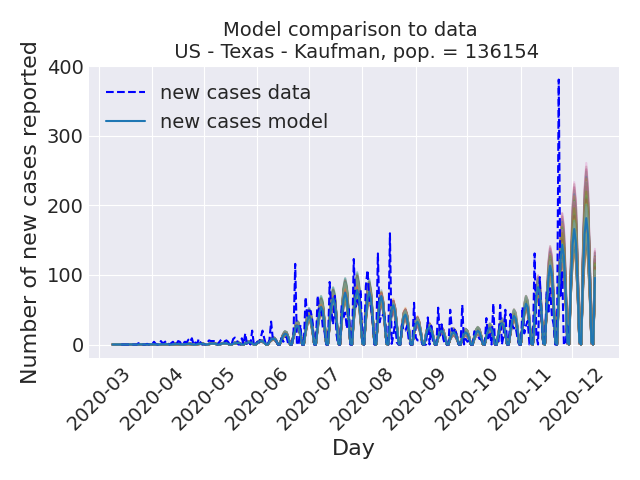 Model comparison to data
US - Texas - Kaufman, pop. = 136154
Number of new cases reported
400
300
200
100
0
new cases data
new cases model
2020-03
2020-04
2020-05
2020-06
2020-07
2020-08
2020-09
2020-10
2020-11
2020-12
Day